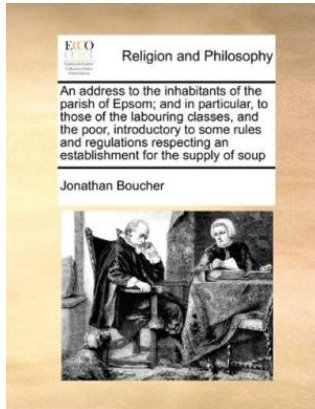 ECCO
Religion and Philosophy
An address to the inhabitants of the
parish of Epsom; and in particular, to
those of the labouring classes, and
the poor, introductory to some rules
and regulations respecting an
establishment for the supply of soup
Jonathan Boucher